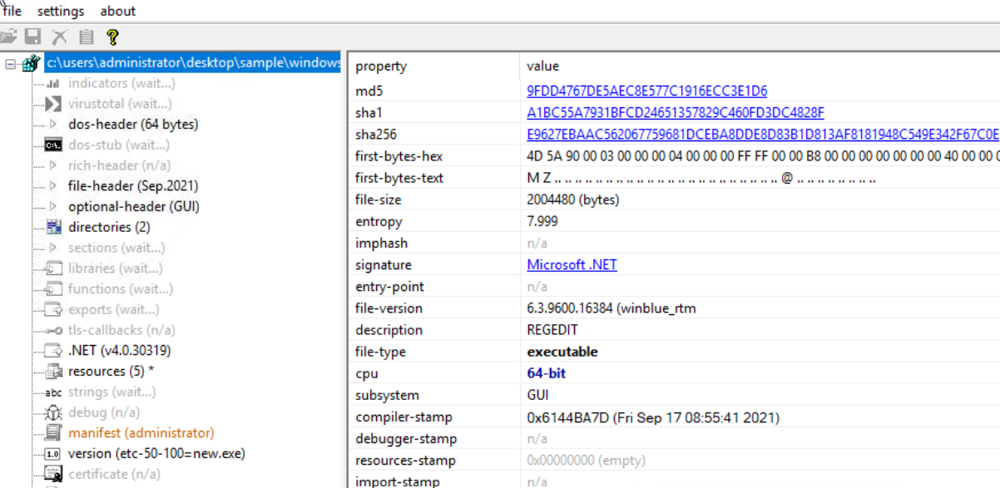 file settings about
c:\users\administrator\desktop\sample\windows
indicators (wait...)
virustotal (wait...)
dos-header (64 bytes)
dos-stub (wait...)
rich-header (n/a)
file-header (Sep.2021)
optional-header (GUI)
directories (2)
sections (wait...)
libraries (wait...)
functions (wait...)
exports (wait...)
tls-callbacks (n/a)
.NET (v4.0.30319)
resources (5) *
abc strings (wait...)
debug (n/a)
manifest (administrator)
1.0 version (etc-50-100=new.exe)
certificate (n/a)
property value
md5 9FDD4767DE5AEC8E577C1916ECC3E1D6
sha1 A1BC55A7931BFCD24651357829C460FD3DC4828F
sha256 E9627EBAAC562067759681DCEBA8DDE8D83B1D813AF8181948C549E342F67C0E
first-bytes-hex 4D 5A 90 00 03 00 00 00 04 00 00 00 FF FF 00 00 B8 00 00 00 00 00 00 00 40 00 00
first-bytes-text M Z .. .. .. .. .. .. .. .. .. .. .. .. .. .. .. .. .. .. .. .. .. .. @ .. .. .. .. .. .. .. ..
file-size 2004480 (bytes)
entropy 7.999
imphash n/a
signature Microsoft .NET
entry-point n/a
file-version 6.3.9600.16384 (winblue_rtm
description REGEDIT
file-type executable
cpu 64-bit
subsystem GUI
compiler-stamp 0x6144BA7D (Fri Sep 17 08:55:41 2021)
debugger-stamp n/a
resources-stamp 0x00000000 (empty)
import-stamp n/a